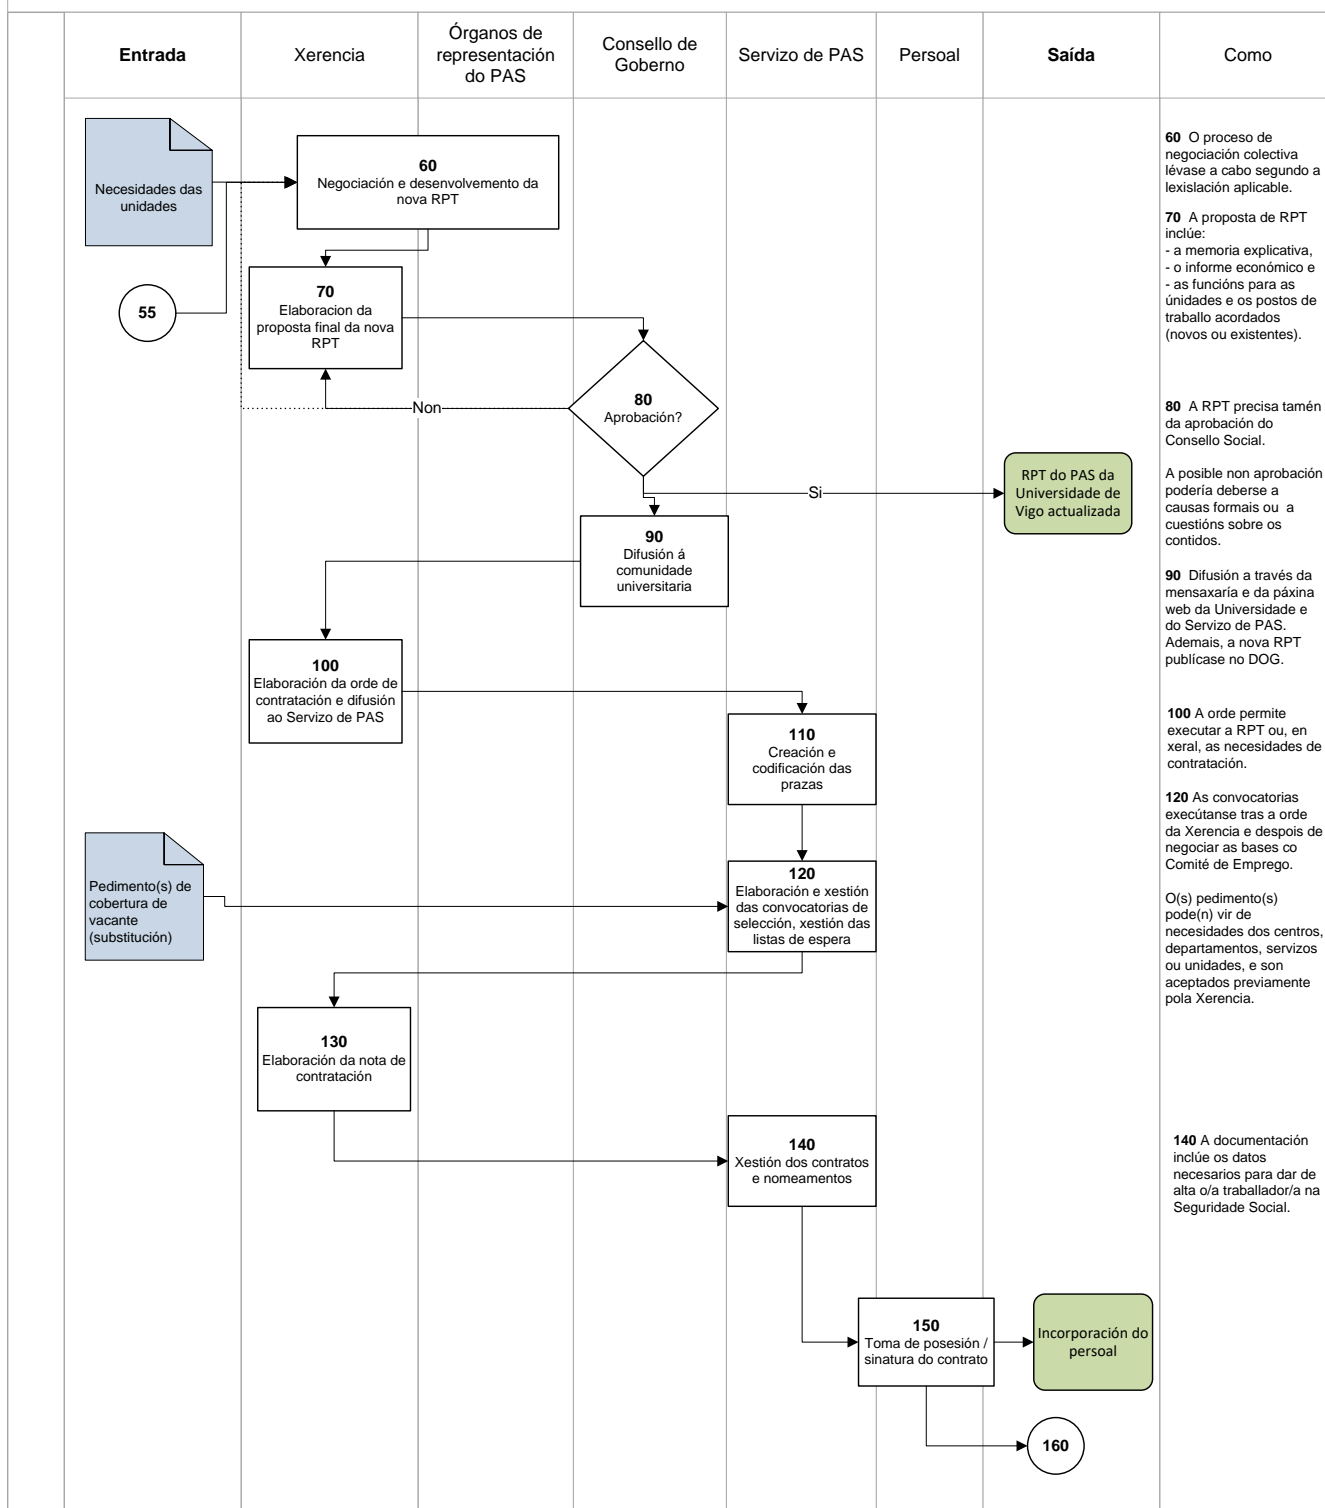 Entrada
Xerencia
Órganos de
representación
do PAS
Consello de
Goberno
Servizo de PAS
Persoal
Saída
Como
Necesidades das
unidades
60
Negociación e desenvolvemento da
nova RPT
60 O proceso de
negociación colectiva
lévase a cabo segundo a
lexislación aplicable.
55
70
Elaboracion da
proposta final da nova
RPT
70 A proposta de RPT
inclúe:
- a memoria explicativa,
- o informe económico e
- as funcións para as
únidades e os postos de
traballo acordados
(novos ou existentes).
Non
80
Aprobación?
80 A RPT precisa tamén
da aprobación do
Consello Social.
Si
RPT do PAS da
Universidade de
Vigo actualizada
A posible non aprobación
podería deberse a
causas formais ou a
cuestións sobre os
contidos.
90
Difusión á
comunidade
universitaria
90 Difusión a través da
mensaxaría e da páxina
web da Universidade e
do Servizo de PAS.
Ademais, a nova RPT
publícase no DOG.
100
Elaboración da orde de
contratación e difusión
ao Servizo de PAS
100 A orde permite
executar a RPT ou, en
xeral, as necesidades de
contratación.
110
Creación e
codificación das
prazas
Pedimento(s) de
cobertura de
vacante
(substitución)
120
Elaboración e xestión
das convocatorias de
selección, xestión das
listas de espera
120 As convocatorias
execútanse tras a orde
da Xerencia e despois de
negociar as bases co
Comité de Emprego.
O(s) pedimento(s)
pode(n) vir de
necesidades dos centros,
departamentos, servizos
ou unidades, e son
aceptados previamente
pola Xerencia.
130
Elaboración da nota de
contratación
140
Xestión dos contratos
e nomeamentos
140 A documentación
inclúe os datos
necesarios para dar de
alta o/a traballador/a na
Seguridade Social.
150
Toma de posesión /
sinatura do contrato
Incorporación do
persoal
160